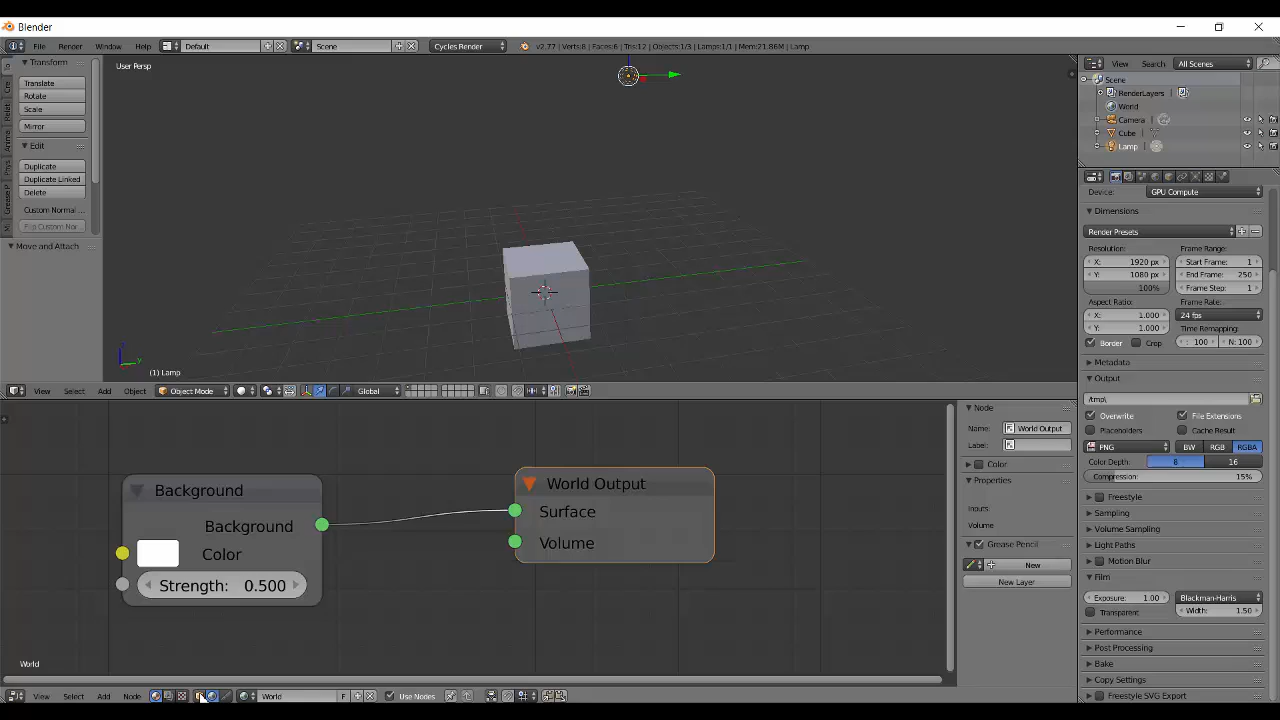 Blender
File Render Window Help Default Scene Cycles Render v2.77 | Verts:8 | Faces:6 | Tris:12 | Objects:1/3 | Lamps:1/1 | Mem:21.86M | Lamp
Transform
Translate
Rotate
Scale
Mirror
Edit
Duplicate
Duplicate Linked
Delete
Custom Normal ...
Flip Custom Nor...
Move and Attach
User Persp
(1) Lamp
View Select Add Object Object Mode Global
View Search All Scenes
Scene
RenderLayers
World
Camera
Cube
Lamp
Device: GPU Compute
Dimensions
Render Presets
Resolution: Frame Range:
X: 1920 px Start Frame: 1
Y: 1080 px End Frame: 250
100% Frame Step: 1
Aspect Ratio: Frame Rate:
X: 1.000 24 fps
Y: 1.000 Time Remapping:
Border Crop : 100 N: 100
Metadata
Output
/tmp\
Overwrite File Extensions
Placeholders Cache Result
PNG BW RGB RGBA
Color Depth: 8 16
Compression: 15%
Freestyle
Sampling
Volume Sampling
Light Paths
Motion Blur
Film
Exposure: 1.00 Blackman-Harris
Transparent Width: 1.50
Performance
Post Processing
Bake
Copy Settings
Freestyle SVG Export
Background
Background
Color
Strength: 0.500
World Output
Surface
Volume
World
Node
Name: World Output
Label:
Color
Properties
Inputs:
Volume
Grease Pencil
New
New Layer
View Select Add Node World F Use Nodes